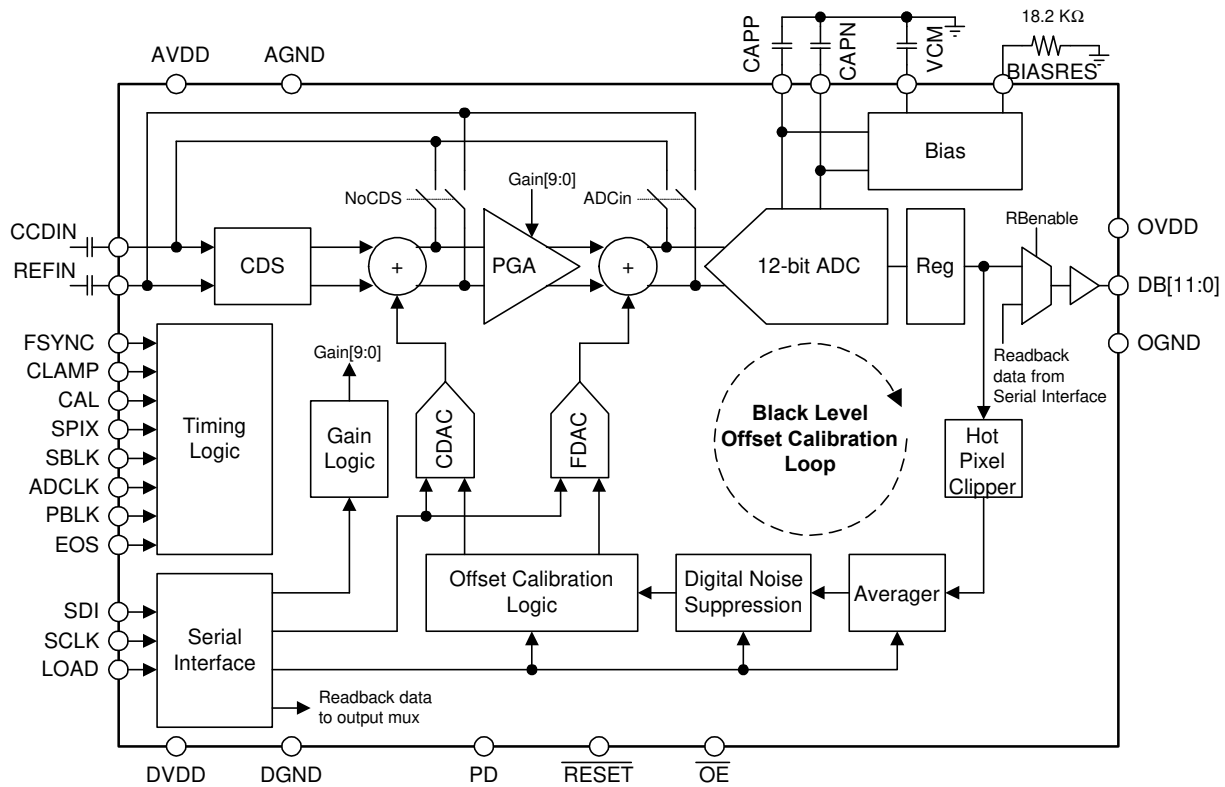 18.2 KΩ
CAPP
CAPN
VCM
BIASRES
AVDD
AGND
Bias
NoCDS
Gain[9:0]
ADCin
CCDIN
REFIN
CDS
+
PGA
+
12-bit ADC
Reg
RBenable
OVDD
DB[11:0]
OGND
Readback
data from
Serial Interface
FSYNC
CLAMP
CAL
SPIX
SBLK
ADCLK
PBLK
EOS
Timing
Logic
Gain[9:0]
Gain
Logic
CDAC
FDAC
Black Level
Offset Calibration
Loop
Hot
Pixel
Clipper
SDI
SCLK
LOAD
Serial
Interface
Offset Calibration
Logic
Digital Noise
Suppression
Averager
Readback data
to output mux
DVDD
DGND
PD
RESET
OE